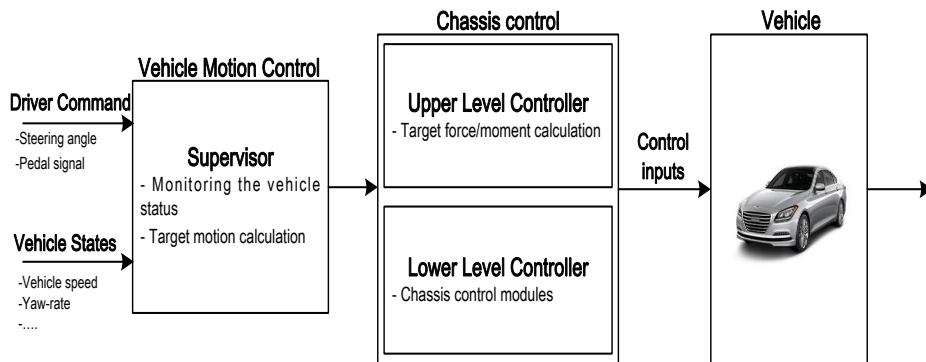 Driver Command
-Steering angle
-Pedal signal
Vehicle States
-Vehicle speed
-Yaw-rate
-....
Vehicle Motion Control
Supervisor
- Monitoring the vehicle
status
- Target motion calculation
Chassis control
Upper Level Controller
- Target force/moment calculation
Lower Level Controller
- Chassis control modules
Control
inputs
Vehicle